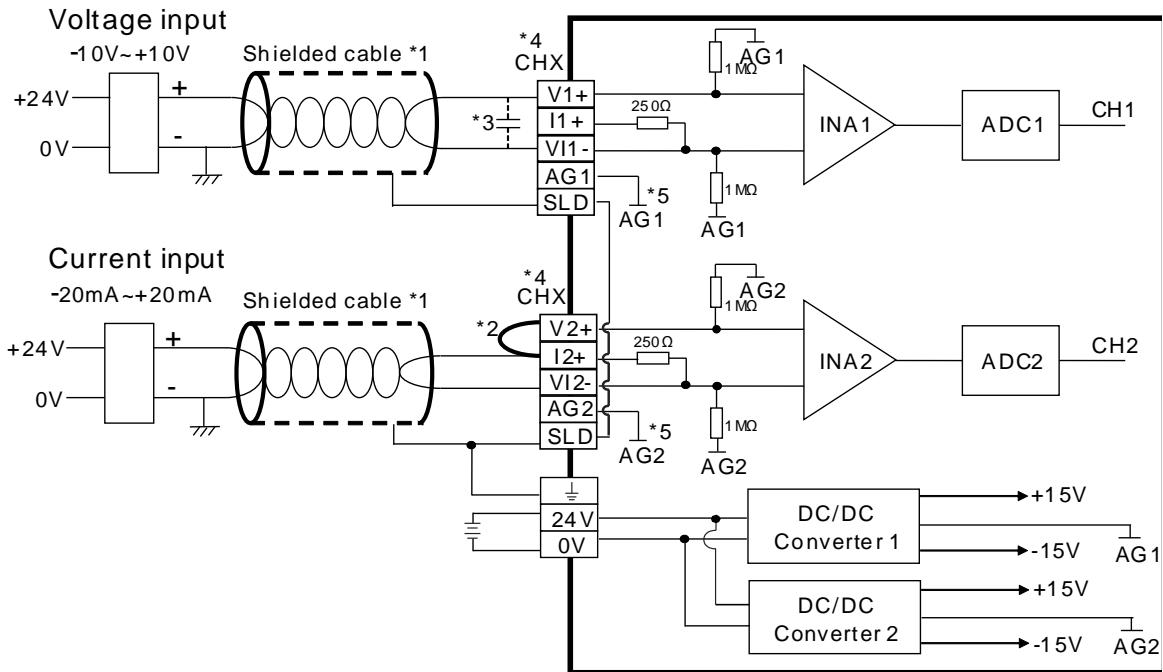 Voltage input
-10V~+10V
Shielded cable *1
*4
CHX
+24V
0V
+
-
*3
V1+
I1+
VI1-
AG1
SLD
250Ω
1MΩ
AG1
1MΩ
AG1
*5
AG1
INA1
ADC1
CH1
Current input
-20mA~+20mA
Shielded cable *1
*4
CHX
+24V
0V
+
-
*2
V2+
I2+
VI2-
AG2
SLD
250Ω
1MΩ
AG2
1MΩ
AG2
*5
AG2
INA2
ADC2
CH2
24V
0V
DC/DC
Converter 1
+15V
AG1
-15V
DC/DC
Converter 2
+15V
AG2
-15V